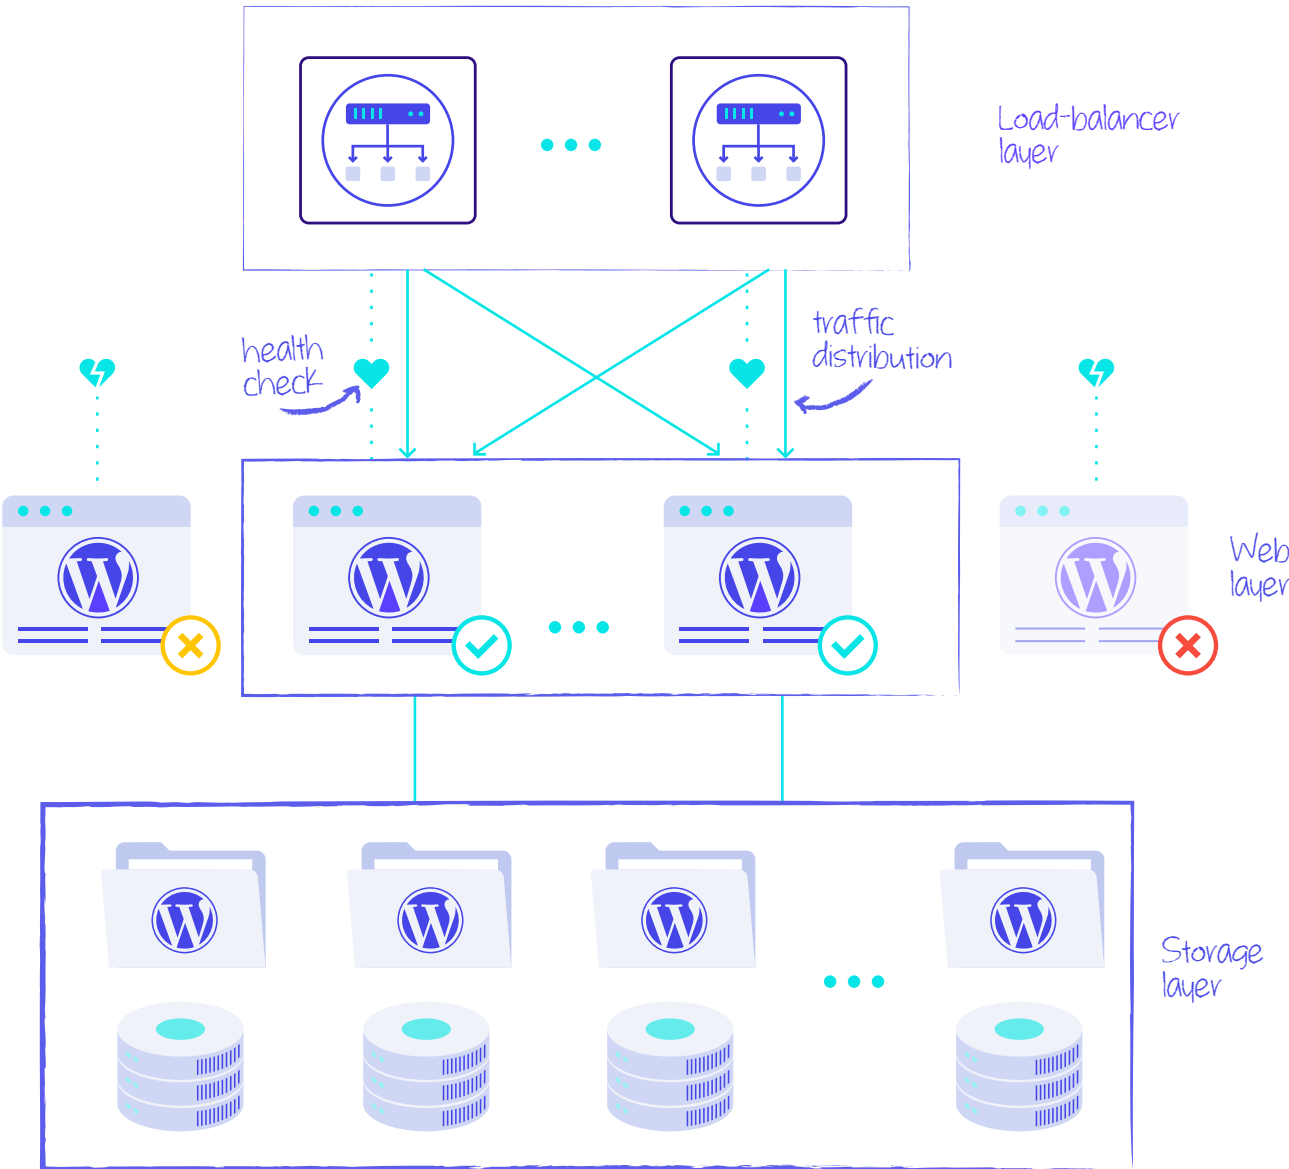 Load-balancer
layer
health
check
traffic
distribution
Web
layer
Storage
layer